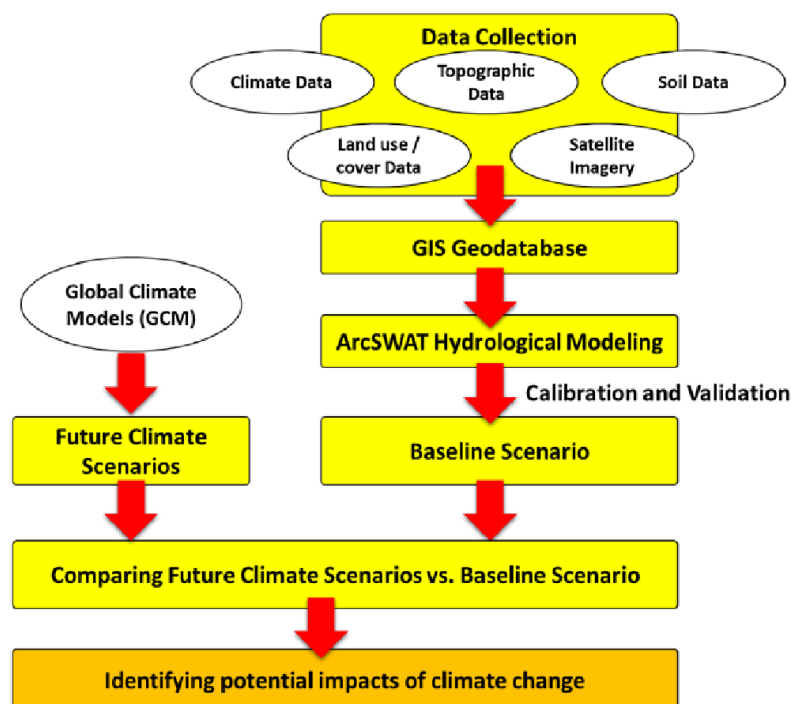 Data Collection
Climate Data
Topographic
Data
Soil Data
Land use /
cover Data
Satellite
Imagery
GIS Geodatabase
Global Climate
Models (GCM)
ArcSWAT Hydrological Modeling
Calibration and Validation
Future Climate
Scenarios
Baseline Scenario
Comparing Future Climate Scenarios vs. Baseline Scenario
Identifying potential impacts of climate change